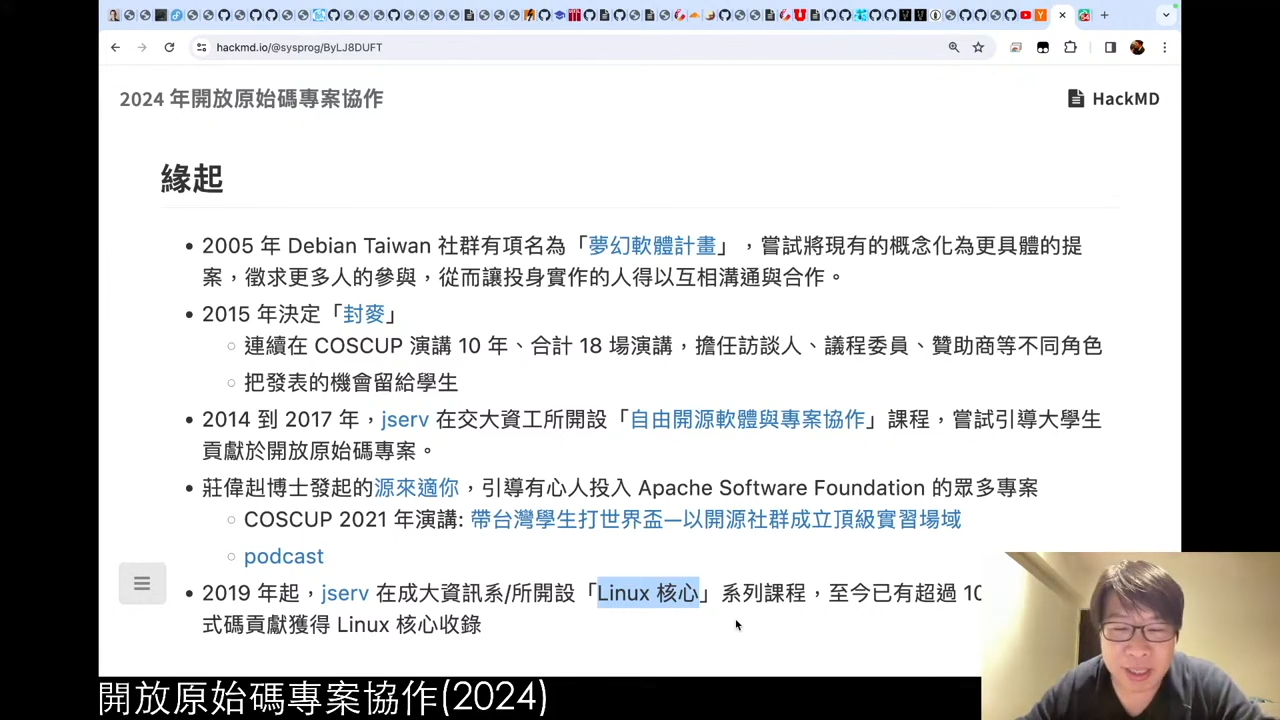 hackmd.io/@sysprog/ByLJ8DUFT
2024 年開放原始碼專案協作
HackMD
緣起
2005 年 Debian Taiwan 社群有項名為「夢幻軟體計畫」，嘗試將現有的概念化為更具體的提
案，徵求更多人的參與，從而讓投身實作的人得以互相溝通與合作。
2015 年決定「封麥」
連續在 COSCUP 演講 10 年、合計 18 場演講，擔任訪談人、議程委員、贊助商等不同角色
把發表的機會留給學生
2014 到 2017 年，jserv 在交大資工所開設「自由開源軟體與專案協作」課程，嘗試引導大學生
貢獻於開放原始碼專案。
莊偉赳博士發起的源來適你，引導有心人投入 Apache Software Foundation 的眾多專案
COSCUP 2021 年演講: 帶台灣學生打世界盃—以開源社群成立頂級實習場域
podcast
2019 年起，jserv 在成大資訊系/所開設「Linux 核心」系列課程，至今已有超過 10
式碼貢獻獲得 Linux 核心收錄
開放原始碼專案協作(2024)